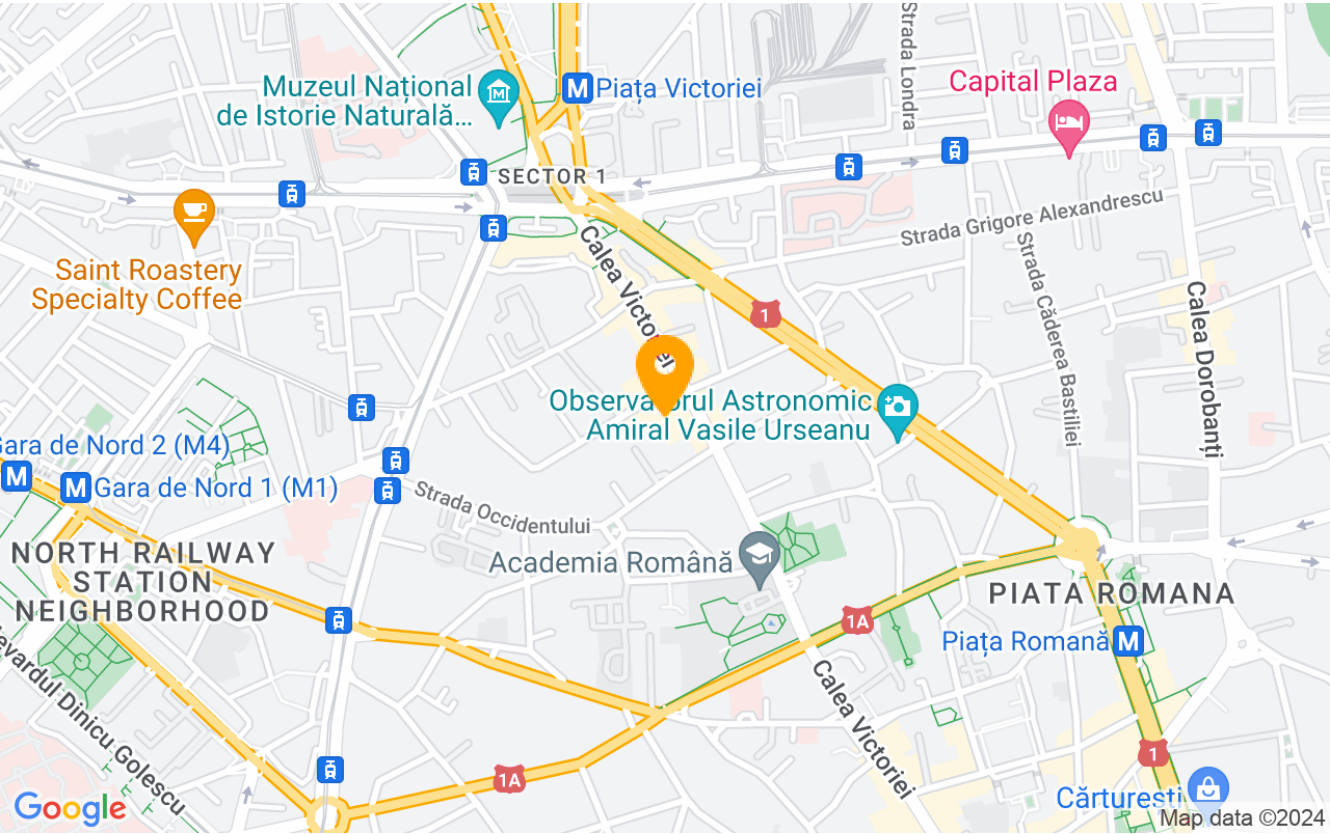 Strada Londra
Muzeul Național
de Istorie Naturală...
M
Piața Victoriei
Capital Plaza
SECTOR 1
Strada Grigore Alexandrescu
Saint Roastery
Specialty Coffee
Calea Victoriei
Strada Căderea Bastiliei
Calea Dorobanți
1
Amiral Vasile Urseanu
Astronomic
Gara de Nord 2 (M4)
M
M
Gara de Nord 1 (M1)
Strada Occidentului
Academia Română
NORTH RAILWAY
STATION
NEIGHBORHOOD
PIATA ROMANA
1A
Piața Romană
M
Dinicu Golescu
Calea Victoriei
1A
1
Cărturești
Google
Map data ©2024